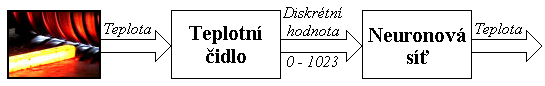 Teplota
Teplotní
čidlo
Diskrétní
hodnota
0 - 1023
Neuronová
síť
Teplota